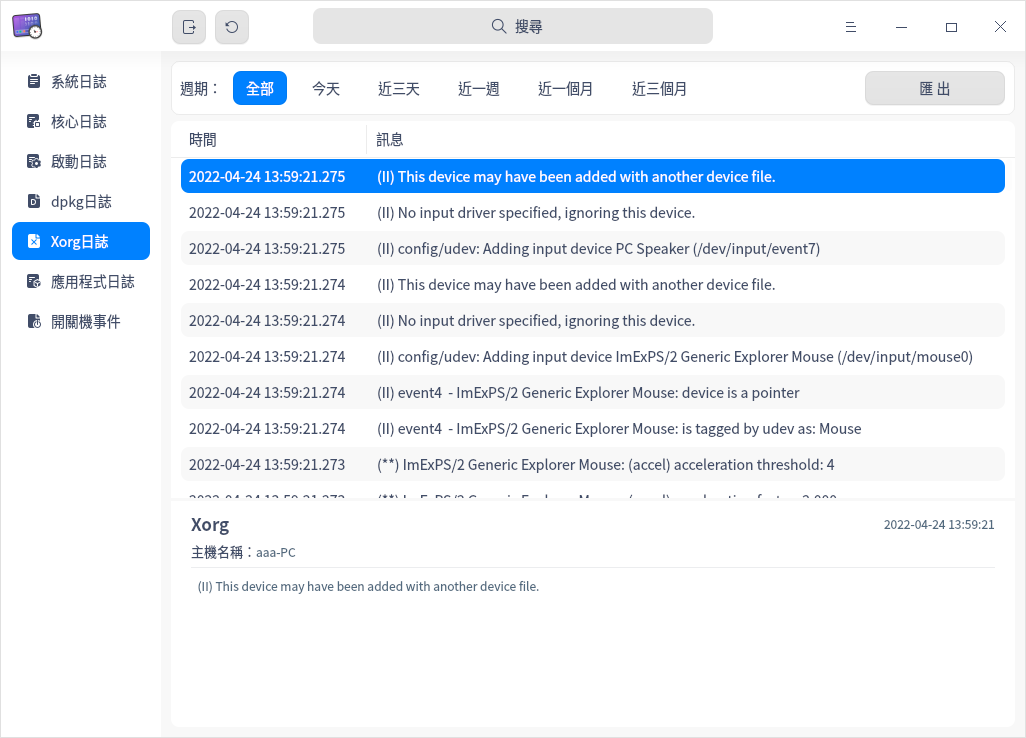 搜尋
系統日誌
核心日誌
啟動日誌
dpkg日誌
Xorg日誌
應用程式日誌
開關機事件
週期： 全部 今天 近三天 近一週 近一個月 近三個月 匯出
時間 訊息
2022-04-24 13:59:21.275 (II) This device may have been added with another device file.
2022-04-24 13:59:21.275 (II) No input driver specified, ignoring this device.
2022-04-24 13:59:21.275 (II) config/udev: Adding input device PC Speaker (/dev/input/event7)
2022-04-24 13:59:21.274 (II) This device may have been added with another device file.
2022-04-24 13:59:21.274 (II) No input driver specified, ignoring this device.
2022-04-24 13:59:21.274 (II) config/udev: Adding input device ImExPS/2 Generic Explorer Mouse (/dev/input/mouse0)
2022-04-24 13:59:21.274 (II) event4  - ImExPS/2 Generic Explorer Mouse: device is a pointer
2022-04-24 13:59:21.274 (II) event4  - ImExPS/2 Generic Explorer Mouse: is tagged by udev as: Mouse
2022-04-24 13:59:21.273 (**) ImExPS/2 Generic Explorer Mouse: (accel) acceleration threshold: 4
Xorg 2022-04-24 13:59:21
主機名稱：aaa-PC
(II) This device may have been added with another device file.